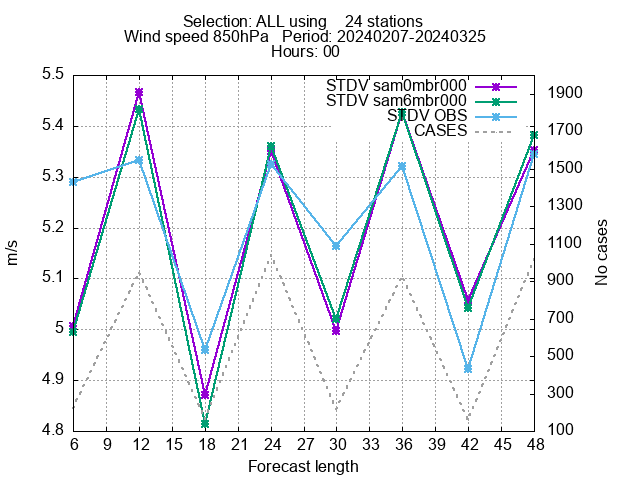 Selection: ALL using    24 stations
Wind speed 850hPa   Period: 20240207-20240325
Hours: 00
STDV sam0mbr000
STDV sam6mbr000
STDV OBS
CASES
5.5
5.4
5.3
5.2
5.1
5
4.9
4.8
m/s
1900
1700
1500
1300
1100
900
700
500
300
100
No cases
6 9 12 15 18 21 24 27 30 33 36 39 42 45 48
Forecast length